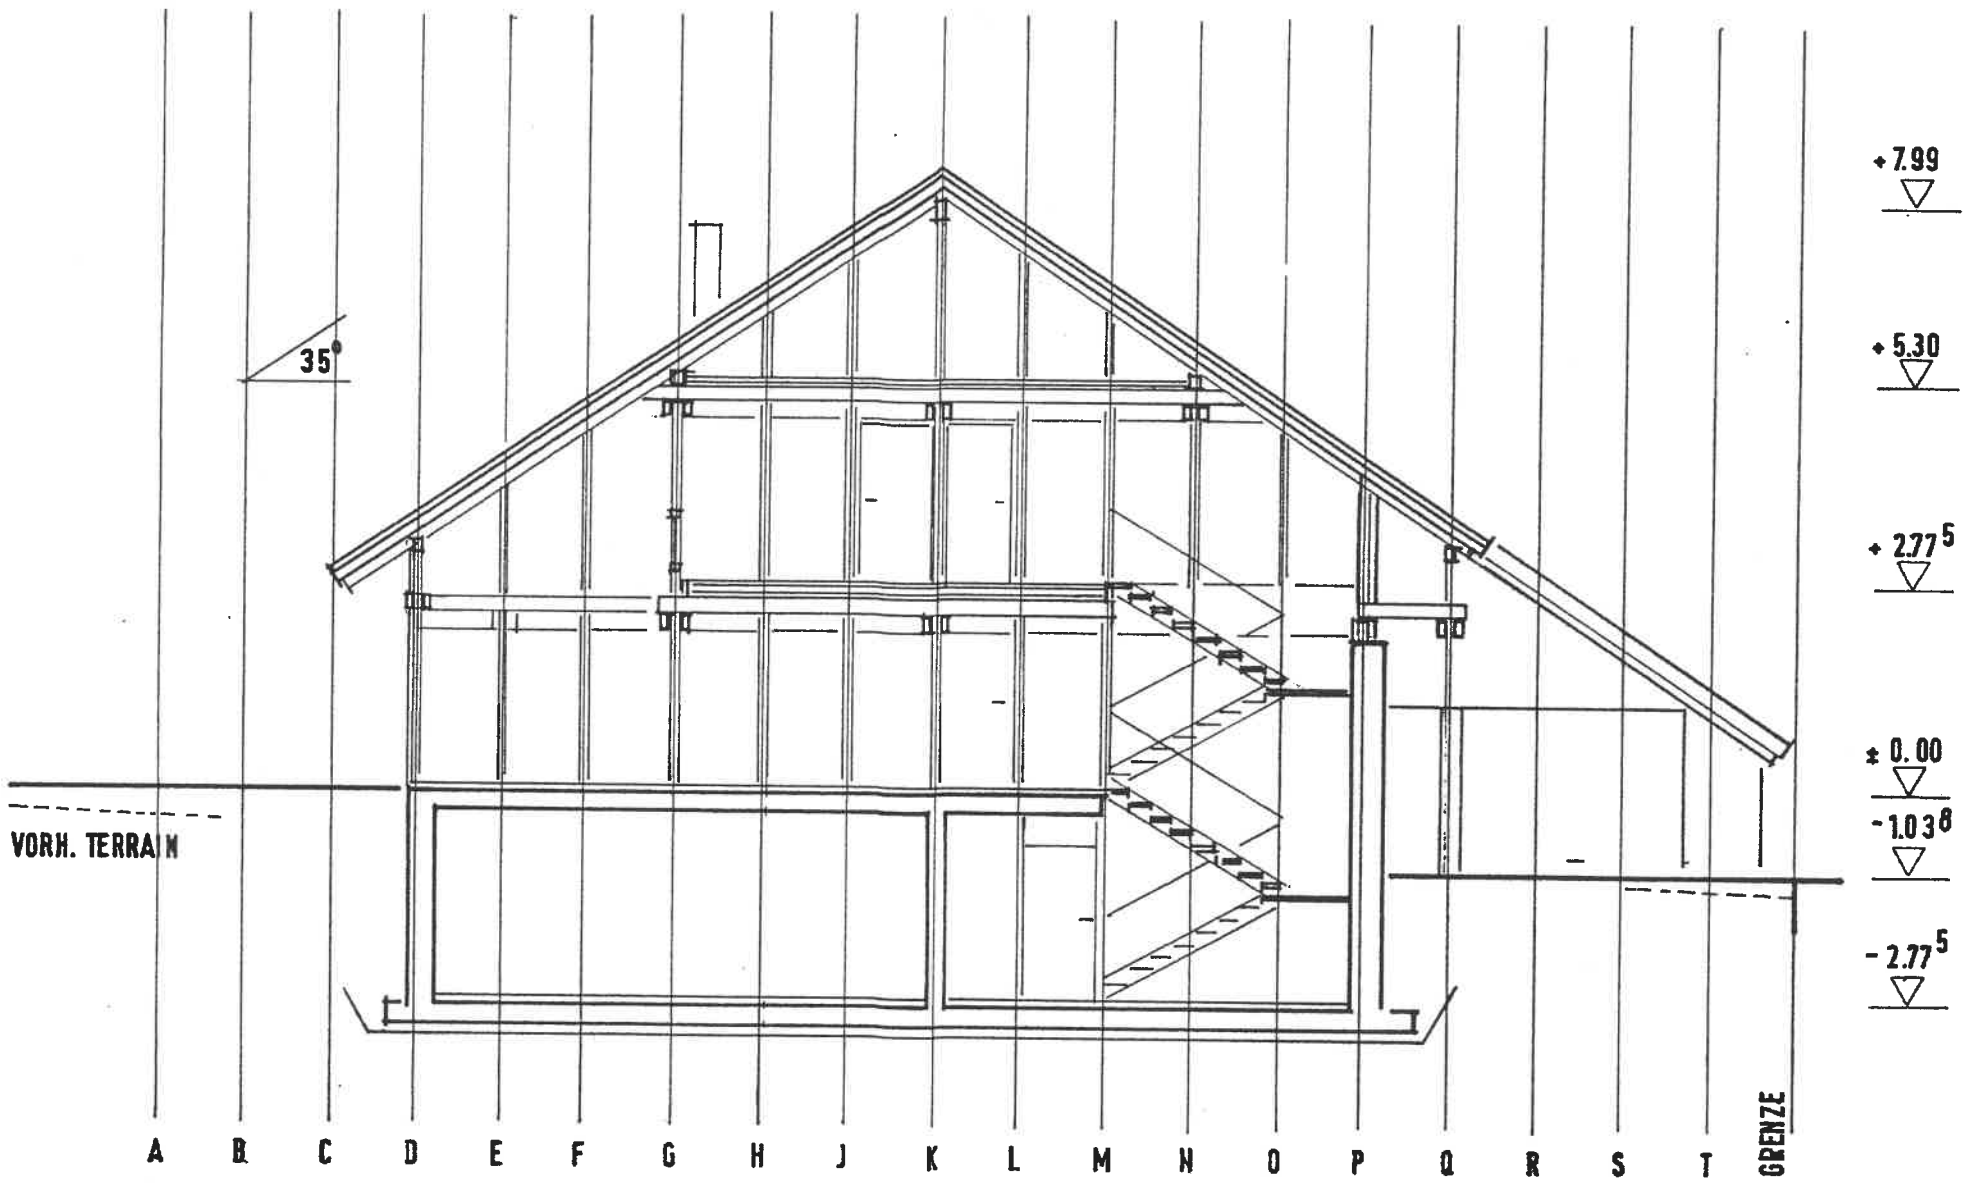 + 7.99
+ 5.30
35°
+ 2.77⁵
± 0.00
- 1.03⁸
VORH. TERRAIN
- 2.77⁵
GRENZE
A B C D E F G H J K L M N O P Q R S T